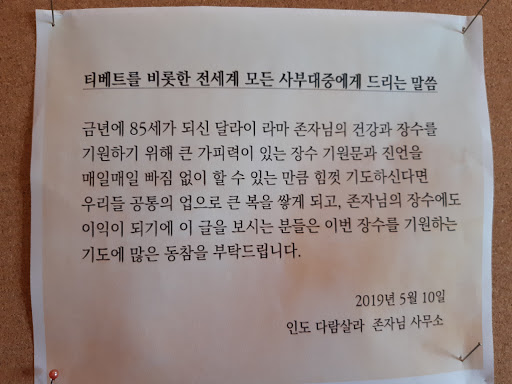 티베트를 비롯한 전세계 모든 사부대중에게 드리는 말씀
금년에 85세가 되신 달라이 라마 존자님의 건강과 장수를
기원하기 위해 큰 가피력이 있는 장수 기원문과 진언을
매일매일 빠짐 없이 할 수 있는 만큼 힘껏 기도하신다면
우리들 공통의 업으로 큰 복을 쌓게 되고, 존자님의 장수에도
이익이 되기에 이 글을 보시는 분들은 이번 장수를 기원하는
기도에 많은 동참을 부탁드립니다.
2019년 5월 10일
인도 다람살라 존자님 사무소